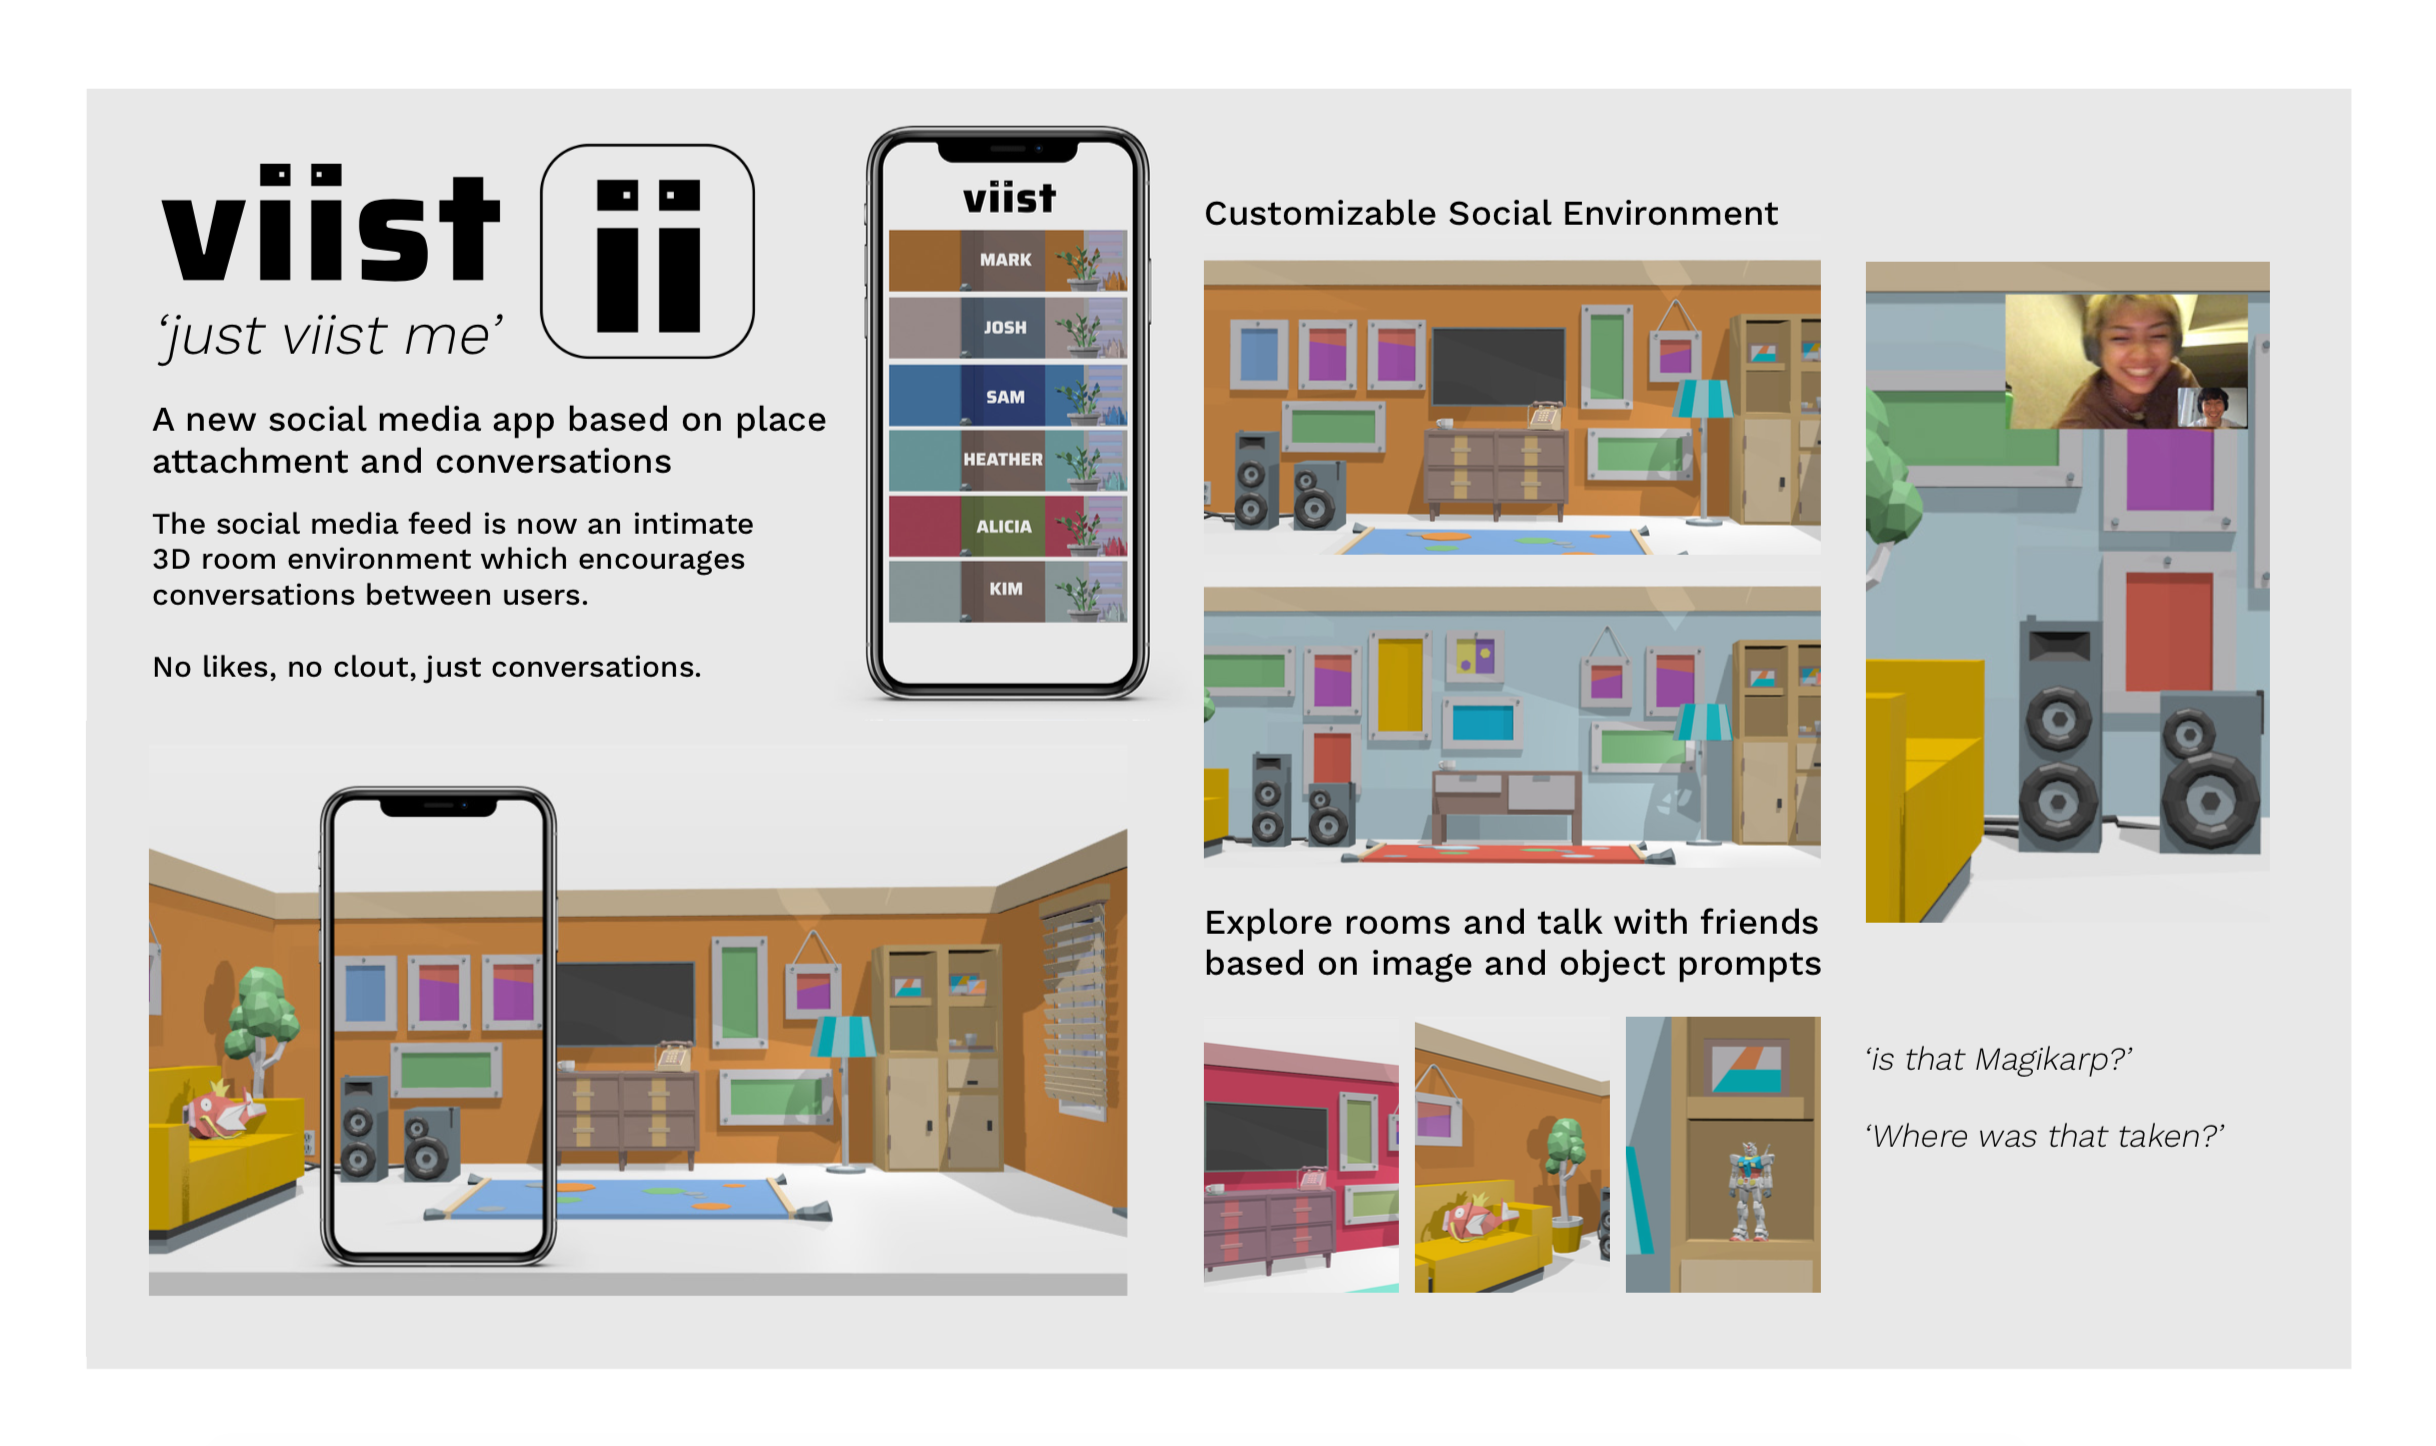 viist
ii
‘just viist me’
A new social media app based on place
attachment and conversations
The social media feed is now an intimate
3D room environment which encourages
conversations between users.
No likes, no clout, just conversations.
viist
MARK
JOSH
SAM
HEATHER
ALICIA
KIM
Customizable Social Environment
Explore rooms and talk with friends
based on image and object prompts
‘is that Magikarp?’
‘Where was that taken?’